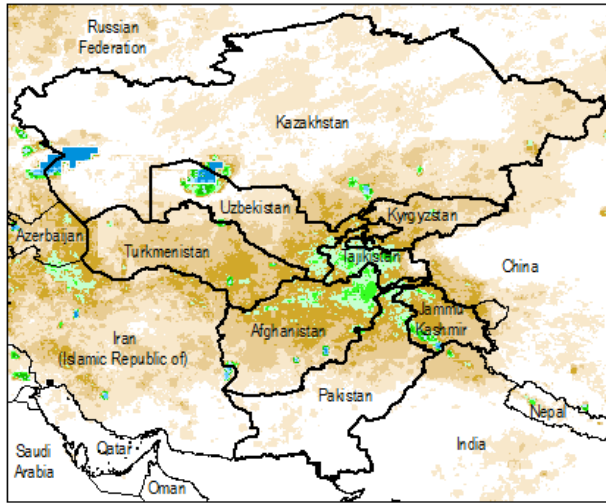 Russian
Federation
Kazakhstan
Uzbekistan
Kyrgyzstan
Azerbaijan
Turkmenistan
Tajikistan
China
Jammu
Kashmir
Afghanistan
Iran
(Islamic Republic of)
Pakistan
Nepal
India
Saudi
Arabia
Qatar
Oman